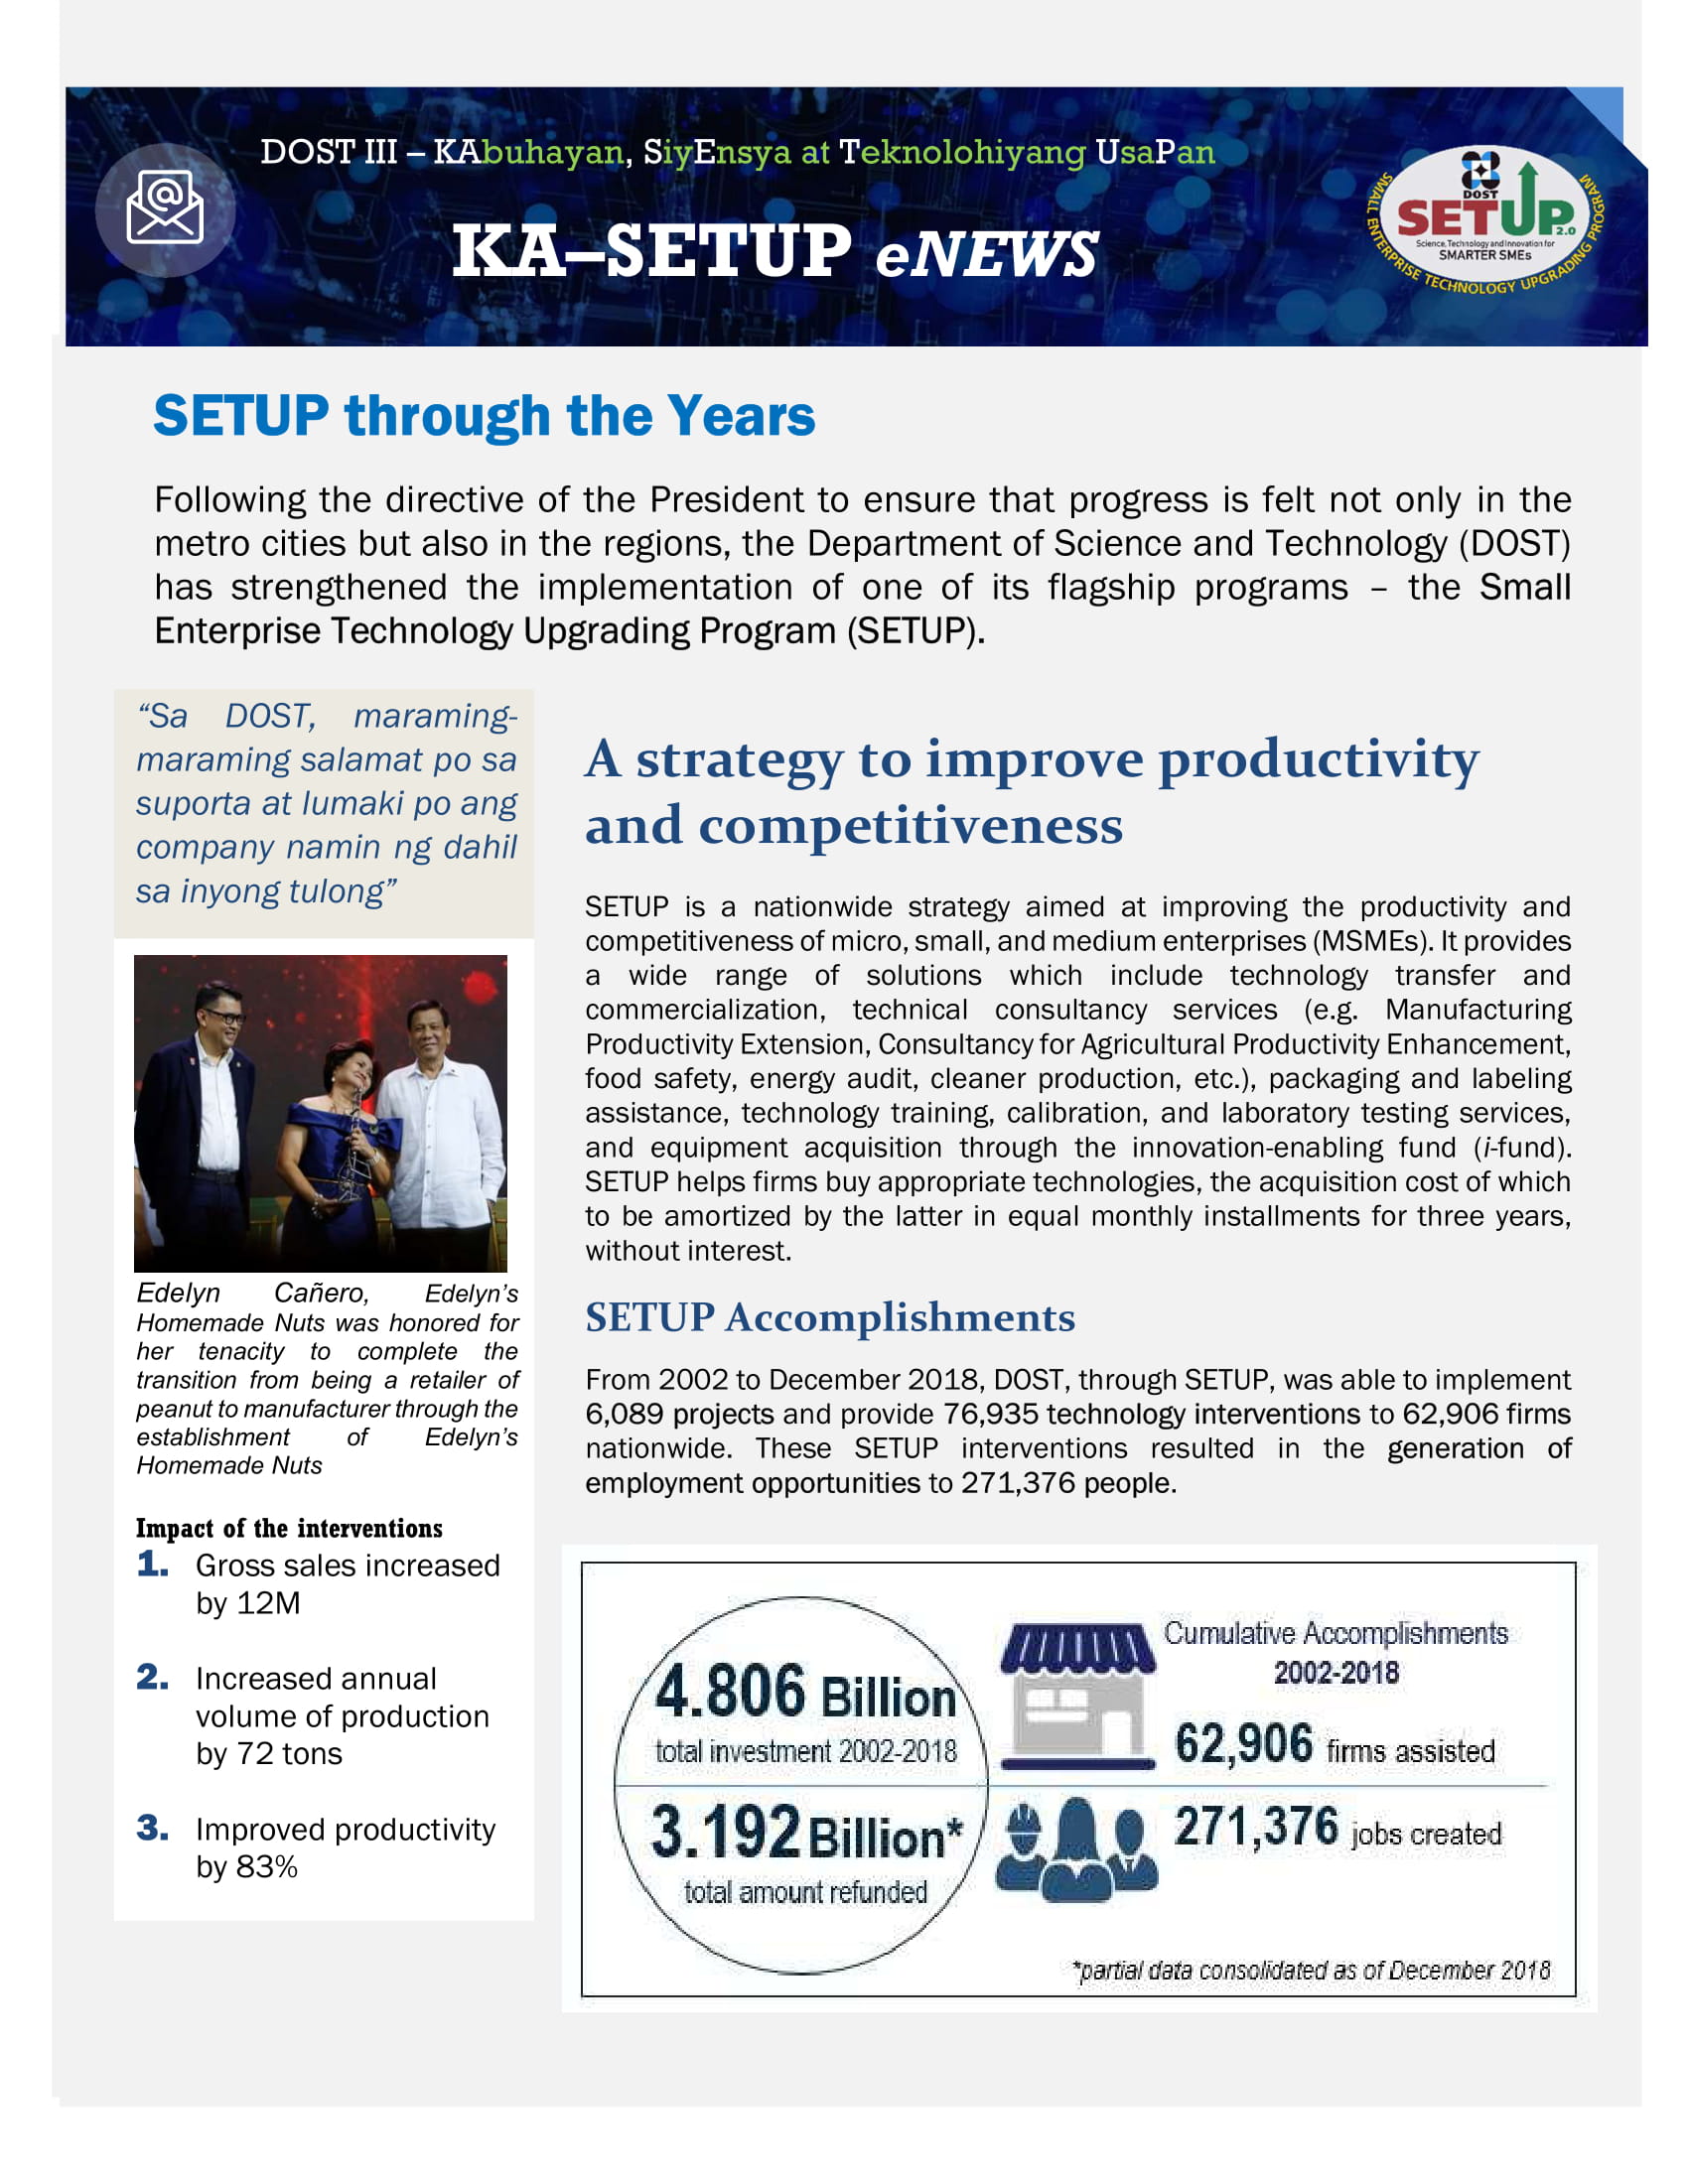 DOST III – KAbuhayan, SiyEnsya at Teknolohiyang UsaPan
KA–SETUP eNEWS
DOST
SETUP 2.0
Science, Technology and Innovation for
SMARTER SMEs
SMALL ENTERPRISE TECHNOLOGY UPGRADING PROGRAM
SETUP through the Years
Following the directive of the President to ensure that progress is felt not only in the
metro cities but also in the regions, the Department of Science and Technology (DOST)
has strengthened the implementation of one of its flagship programs – the Small
Enterprise Technology Upgrading Program (SETUP).
“Sa DOST, maraming-
maraming salamat po sa
suporta at lumaki po ang
company namin ng dahil
sa inyong tulong”
Edelyn Cañero, Edelyn’s
Homemade Nuts was honored for
her tenacity to complete the
transition from being a retailer of
peanut to manufacturer through the
establishment of Edelyn’s
Homemade Nuts
Impact of the interventions
1. Gross sales increased
by 12M
2. Increased annual
volume of production
by 72 tons
3. Improved productivity
by 83%
A strategy to improve productivity
and competitiveness
SETUP is a nationwide strategy aimed at improving the productivity and
competitiveness of micro, small, and medium enterprises (MSMEs). It provides
a wide range of solutions which include technology transfer and
commercialization, technical consultancy services (e.g. Manufacturing
Productivity Extension, Consultancy for Agricultural Productivity Enhancement,
food safety, energy audit, cleaner production, etc.), packaging and labeling
assistance, technology training, calibration, and laboratory testing services,
and equipment acquisition through the innovation-enabling fund (i-fund).
SETUP helps firms buy appropriate technologies, the acquisition cost of which
to be amortized by the latter in equal monthly installments for three years,
without interest.
SETUP Accomplishments
From 2002 to December 2018, DOST, through SETUP, was able to implement
6,089 projects and provide 76,935 technology interventions to 62,906 firms
nationwide. These SETUP interventions resulted in the generation of
employment opportunities to 271,376 people.
4.806 Billion
total investment 2002-2018
3.192 Billion*
total amount refunded
Cumulative Accomplishments
2002-2018
62,906 firms assisted
271,376 jobs created
*partial data consolidated as of December 2018